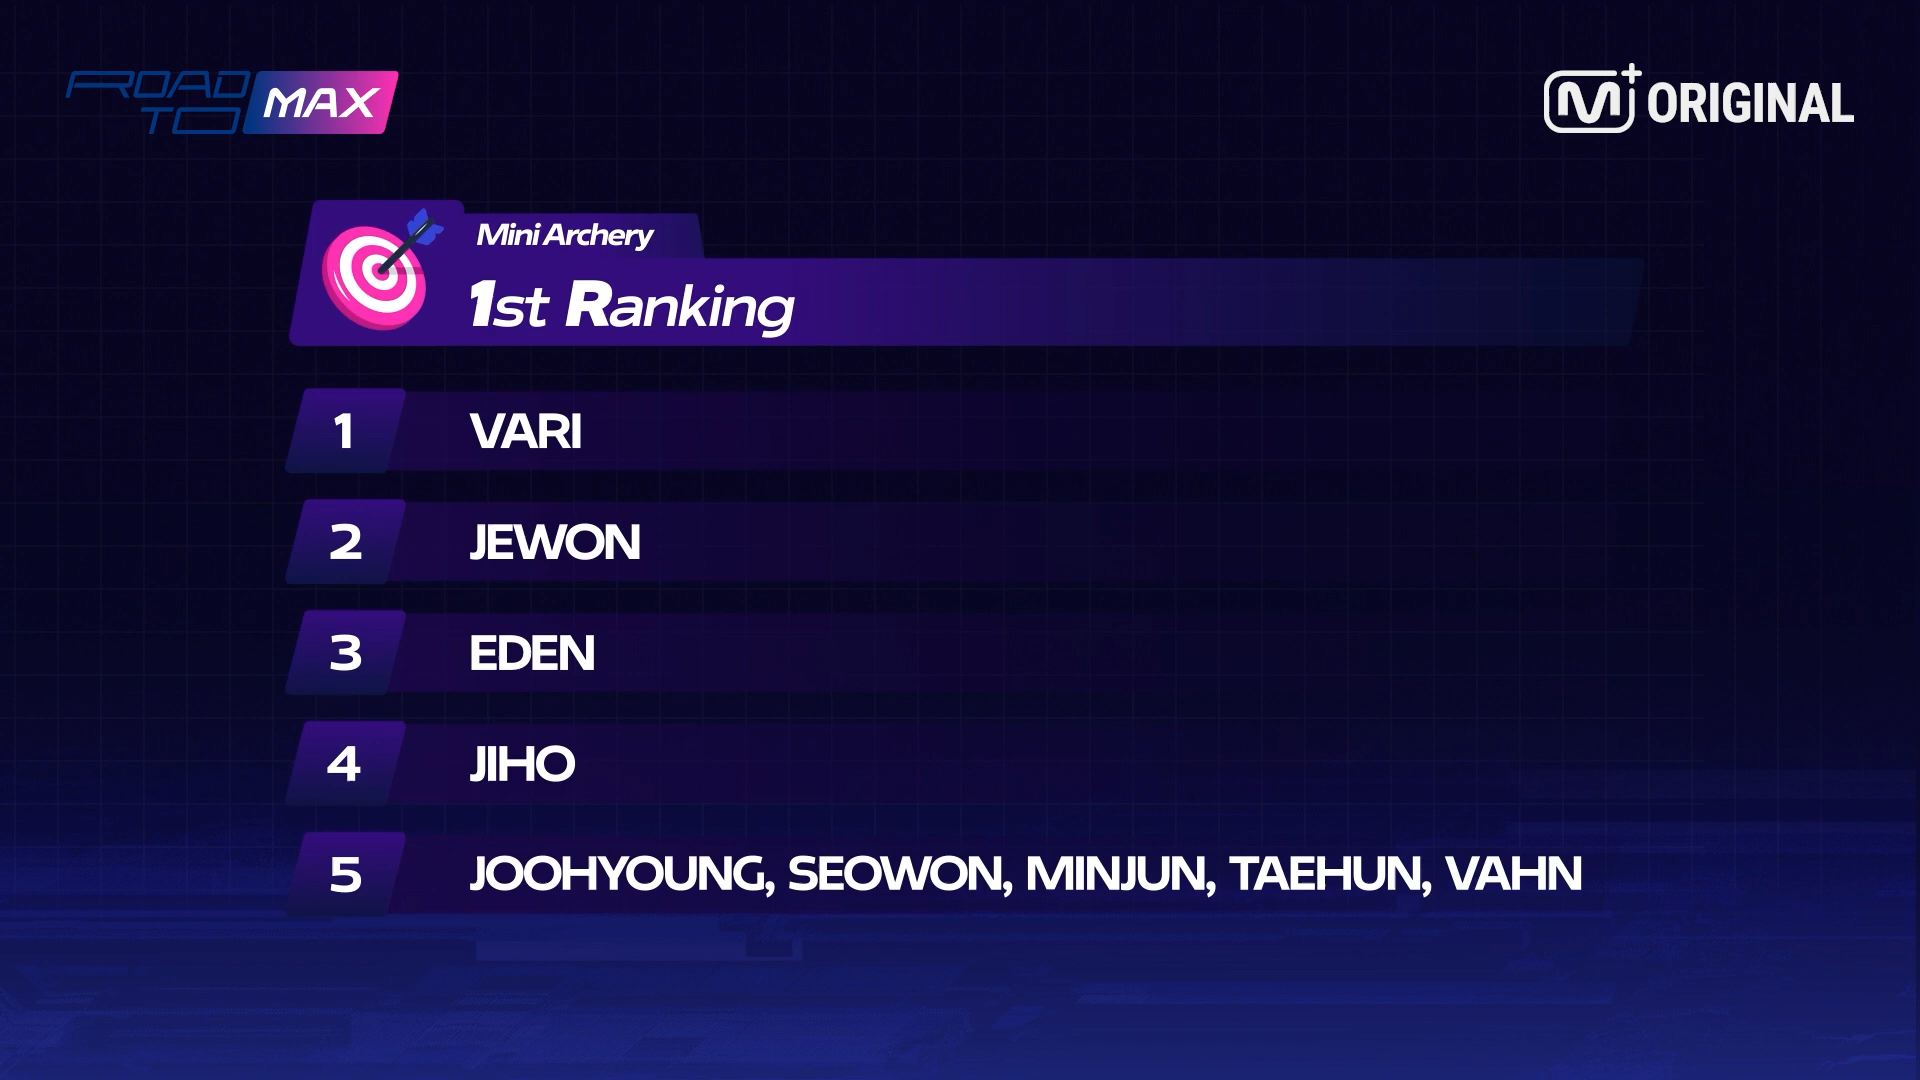 ROAD
TO MAX
M+ ORIGINAL
Mini Archery
1st Ranking
1 VARI
2 JEWON
3 EDEN
4 JIHO
5 JOOHYOUNG, SEOWON, MINJUN, TAEHUN, VAHN